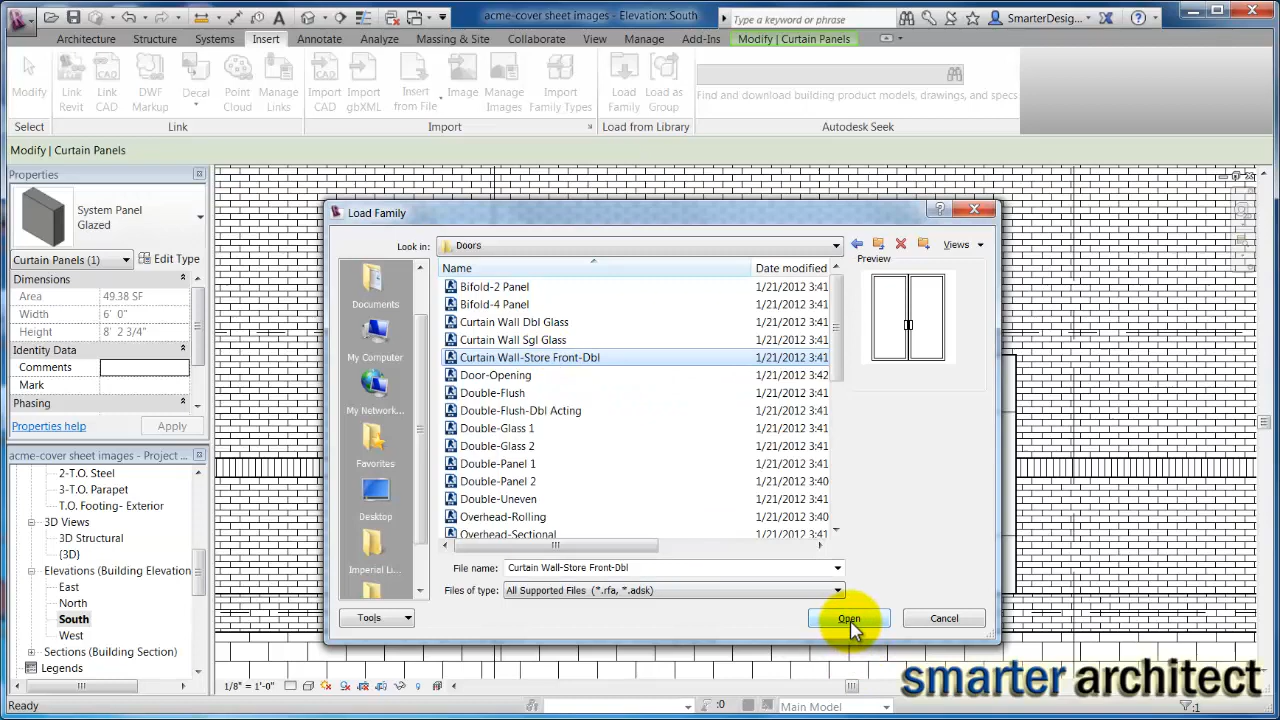 acme-cover sheet images - Elevation: South
Type a keyword or phrase
SmarterDesig...
Architecture Structure Systems Insert Annotate Analyze Massing & Site Collaborate View Manage Add-Ins Modify | Curtain Panels
Modify
Link Revit
Link CAD
DWF Markup
Decal
Point Cloud
Manage Links
Import CAD
Import gbXML
Insert from File
Image
Manage Images
Import Family Types
Load Family
Load as Group
Find and download building product models, drawings, and specs
Select Link Import Load from Library Autodesk Seek
Modify | Curtain Panels
Properties
System Panel
Glazed
Curtain Panels (1) Edit Type
Dimensions
Area 49.38 SF
Width 6' 0"
Height 8' 2 3/4"
Identity Data
Comments
Mark
Phasing
Properties help Apply
acme-cover sheet images - Project ...
2-T.O. Steel
3-T.O. Parapet
T.O. Footing- Exterior
3D Views
3D Structural
{3D}
Elevations (Building Elevation
East
North
South
West
Sections (Building Section)
Legends
Load Family
Look in: Doors
Views
Name Date modified
Bifold-2 Panel 1/21/2012 3:41
Bifold-4 Panel 1/21/2012 3:41
Curtain Wall Dbl Glass 1/21/2012 3:41
Curtain Wall Sgl Glass 1/21/2012 3:41
Curtain Wall-Store Front-Dbl 1/21/2012 3:41
Door-Opening 1/21/2012 3:42
Double-Flush 1/21/2012 3:41
Double-Flush-Dbl Acting 1/21/2012 3:41
Double-Glass 1 1/21/2012 3:41
Double-Glass 2 1/21/2012 3:41
Double-Panel 1 1/21/2012 3:41
Double-Panel 2 1/21/2012 3:40
Double-Uneven 1/21/2012 3:41
Overhead-Rolling 1/21/2012 3:40
Overhead-Sectional 1/21/2012 3:41
Documents
My Computer
My Network...
Favorites
Desktop
Imperial Li...
Preview
File name: Curtain Wall-Store Front-Dbl
Files of type: All Supported Files (*.rfa, *.adsk)
Tools Open Cancel
smarter architect
1/8" = 1'-0"
Ready :0 Main Model :1